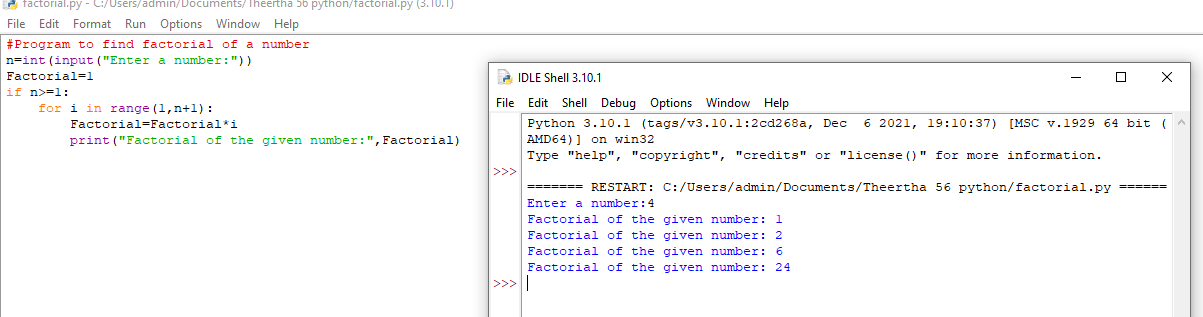 factorial.py - C:/Users/admin/Documents/Theertha 56 python/factorial.py (3.10.1)
File Edit Format Run Options Window Help
#Program to find factorial of a number
n=int(input("Enter a number:"))
Factorial=1
if n>=1:
    for i in range(1,n+1):
        Factorial=Factorial*i
        print("Factorial of the given number:",Factorial)
IDLE Shell 3.10.1
File Edit Shell Debug Options Window Help
Python 3.10.1 (tags/v3.10.1:2cd268a, Dec  6 2021, 19:10:37) [MSC v.1929 64 bit (
AMD64)] on win32
Type "help", "copyright", "credits" or "license()" for more information.
>>>
======= RESTART: C:/Users/admin/Documents/Theertha 56 python/factorial.py ======
Enter a number:4
Factorial of the given number: 1
Factorial of the given number: 2
Factorial of the given number: 6
Factorial of the given number: 24
>>>